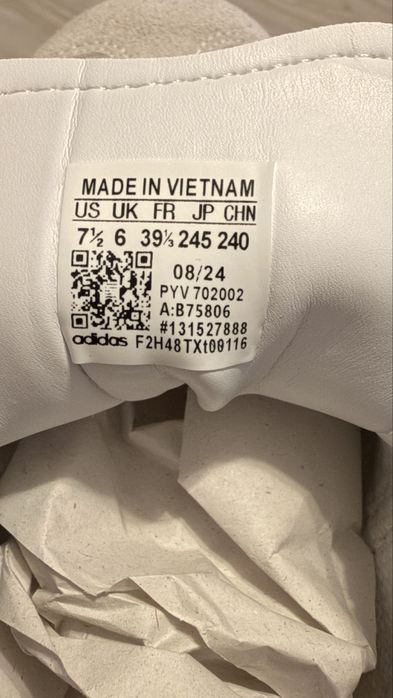 MADE IN VIETNAM
US UK FR JP CHN
7½ 6 39⅓ 245 240
08/24
PYV 702002
A:B75806
#131527888
adidas F2H48TXt09116